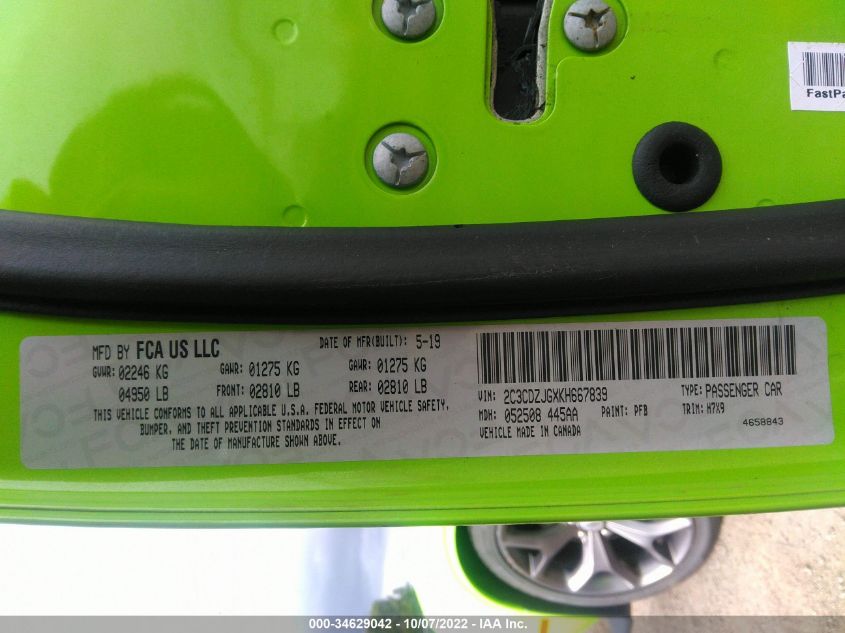 FastPa
MFD BY FCA US LLC
DATE OF MFR(BUILT): 5-19
GVWR: 02246 KG
GAWR: 01275 KG
GAWR: 01275 KG
04950 LB
FRONT: 02810 LB
REAR: 02810 LB
THIS VEHICLE CONFORMS TO ALL APPLICABLE U.S.A. FEDERAL MOTOR VEHICLE SAFETY,
BUMPER, AND THEFT PREVENTION STANDARDS IN EFFECT ON
THE DATE OF MANUFACTURE SHOWN ABOVE.
VIN: 2C3CDZJGXKH667839
TYPE: PASSENGER CAR
MDH: 052508 445AA
PAINT: PFB
TRIM: H7X9
VEHICLE MADE IN CANADA
4658843
000-34629042 - 10/07/2022 - IAA Inc.